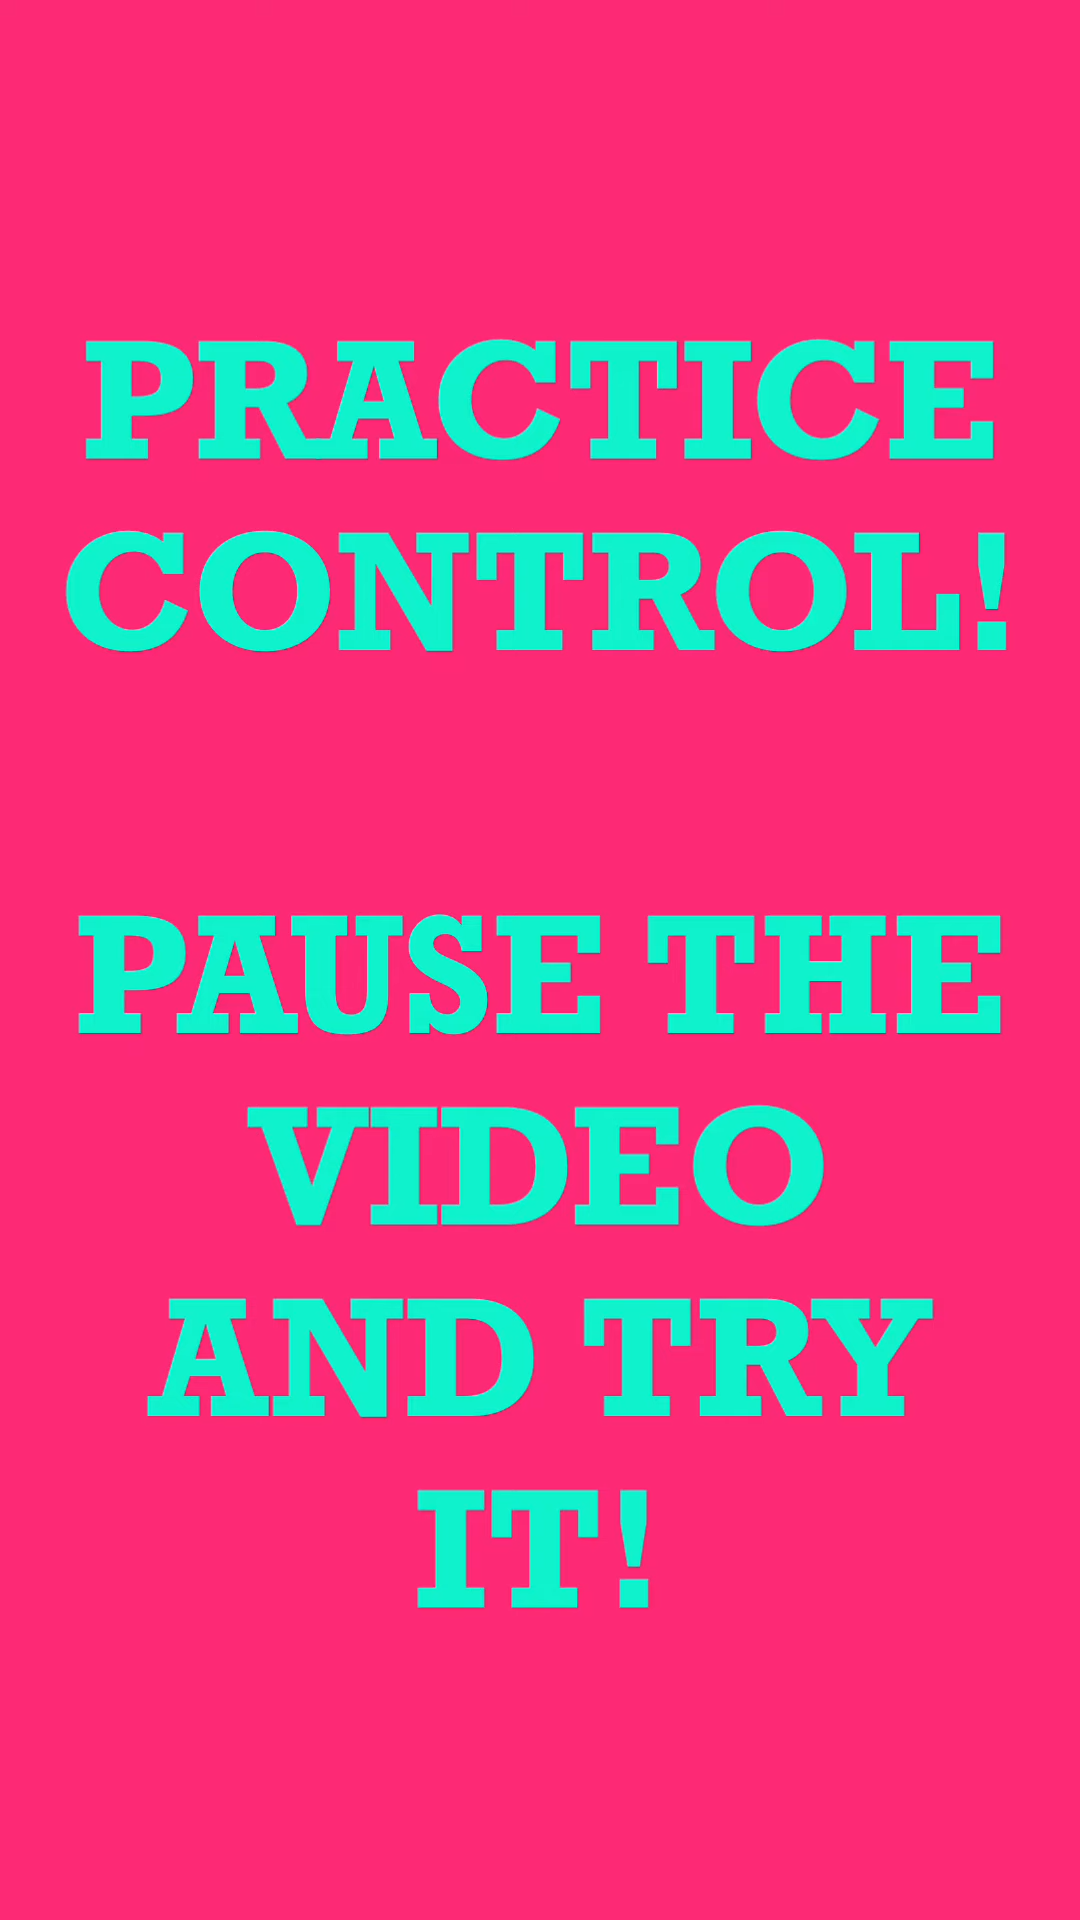 PRACTICE
CONTROL!
PAUSE THE
VIDEO
AND TRY
IT!